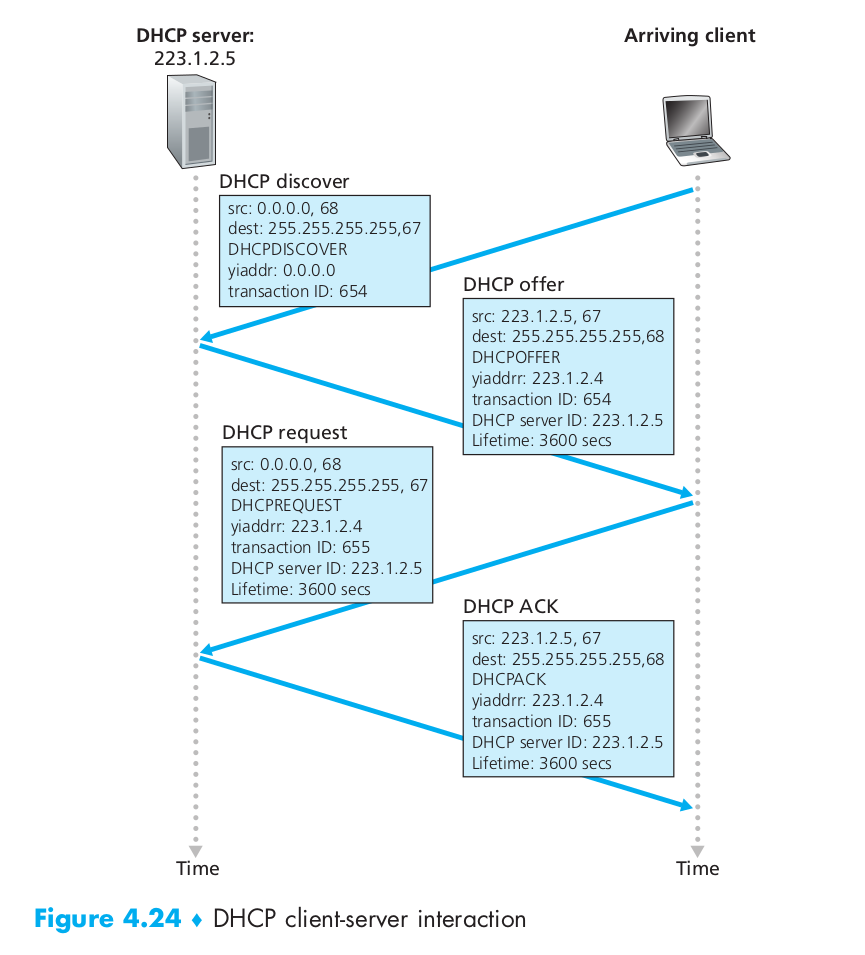 DHCP server:
223.1.2.5
Arriving client
DHCP discover
src: 0.0.0.0, 68
dest: 255.255.255.255,67
DHCPDISCOVER
yiaddr: 0.0.0.0
transaction ID: 654
DHCP offer
src: 223.1.2.5, 67
dest: 255.255.255.255,68
DHCPOFFER
yiaddrr: 223.1.2.4
transaction ID: 654
DHCP server ID: 223.1.2.5
Lifetime: 3600 secs
DHCP request
src: 0.0.0.0, 68
dest: 255.255.255.255, 67
DHCPREQUEST
yiaddrr: 223.1.2.4
transaction ID: 655
DHCP server ID: 223.1.2.5
Lifetime: 3600 secs
DHCP ACK
src: 223.1.2.5, 67
dest: 255.255.255.255,68
DHCPACK
yiaddrr: 223.1.2.4
transaction ID: 655
DHCP server ID: 223.1.2.5
Lifetime: 3600 secs
Time
Time
Figure 4.24 ♦ DHCP client-server interaction